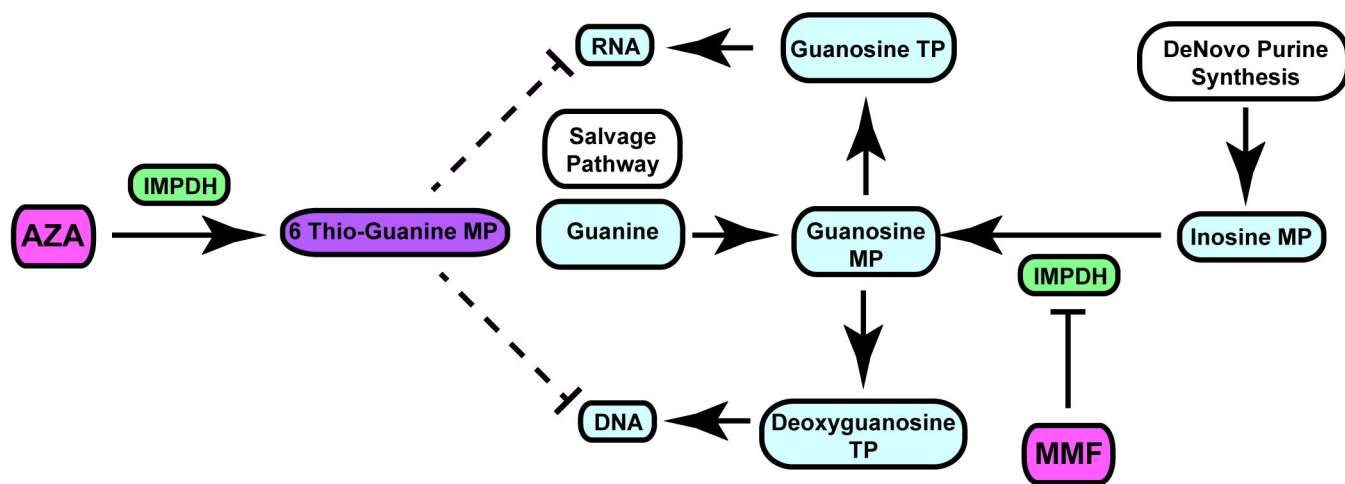 RNA
Guanosine TP
DeNovo Purine
Synthesis
Salvage
Pathway
IMPDH
AZA
6 Thio-Guanine MP
Guanine
Guanosine
MP
Inosine MP
IMPDH
DNA
Deoxyguanosine
TP
MMF